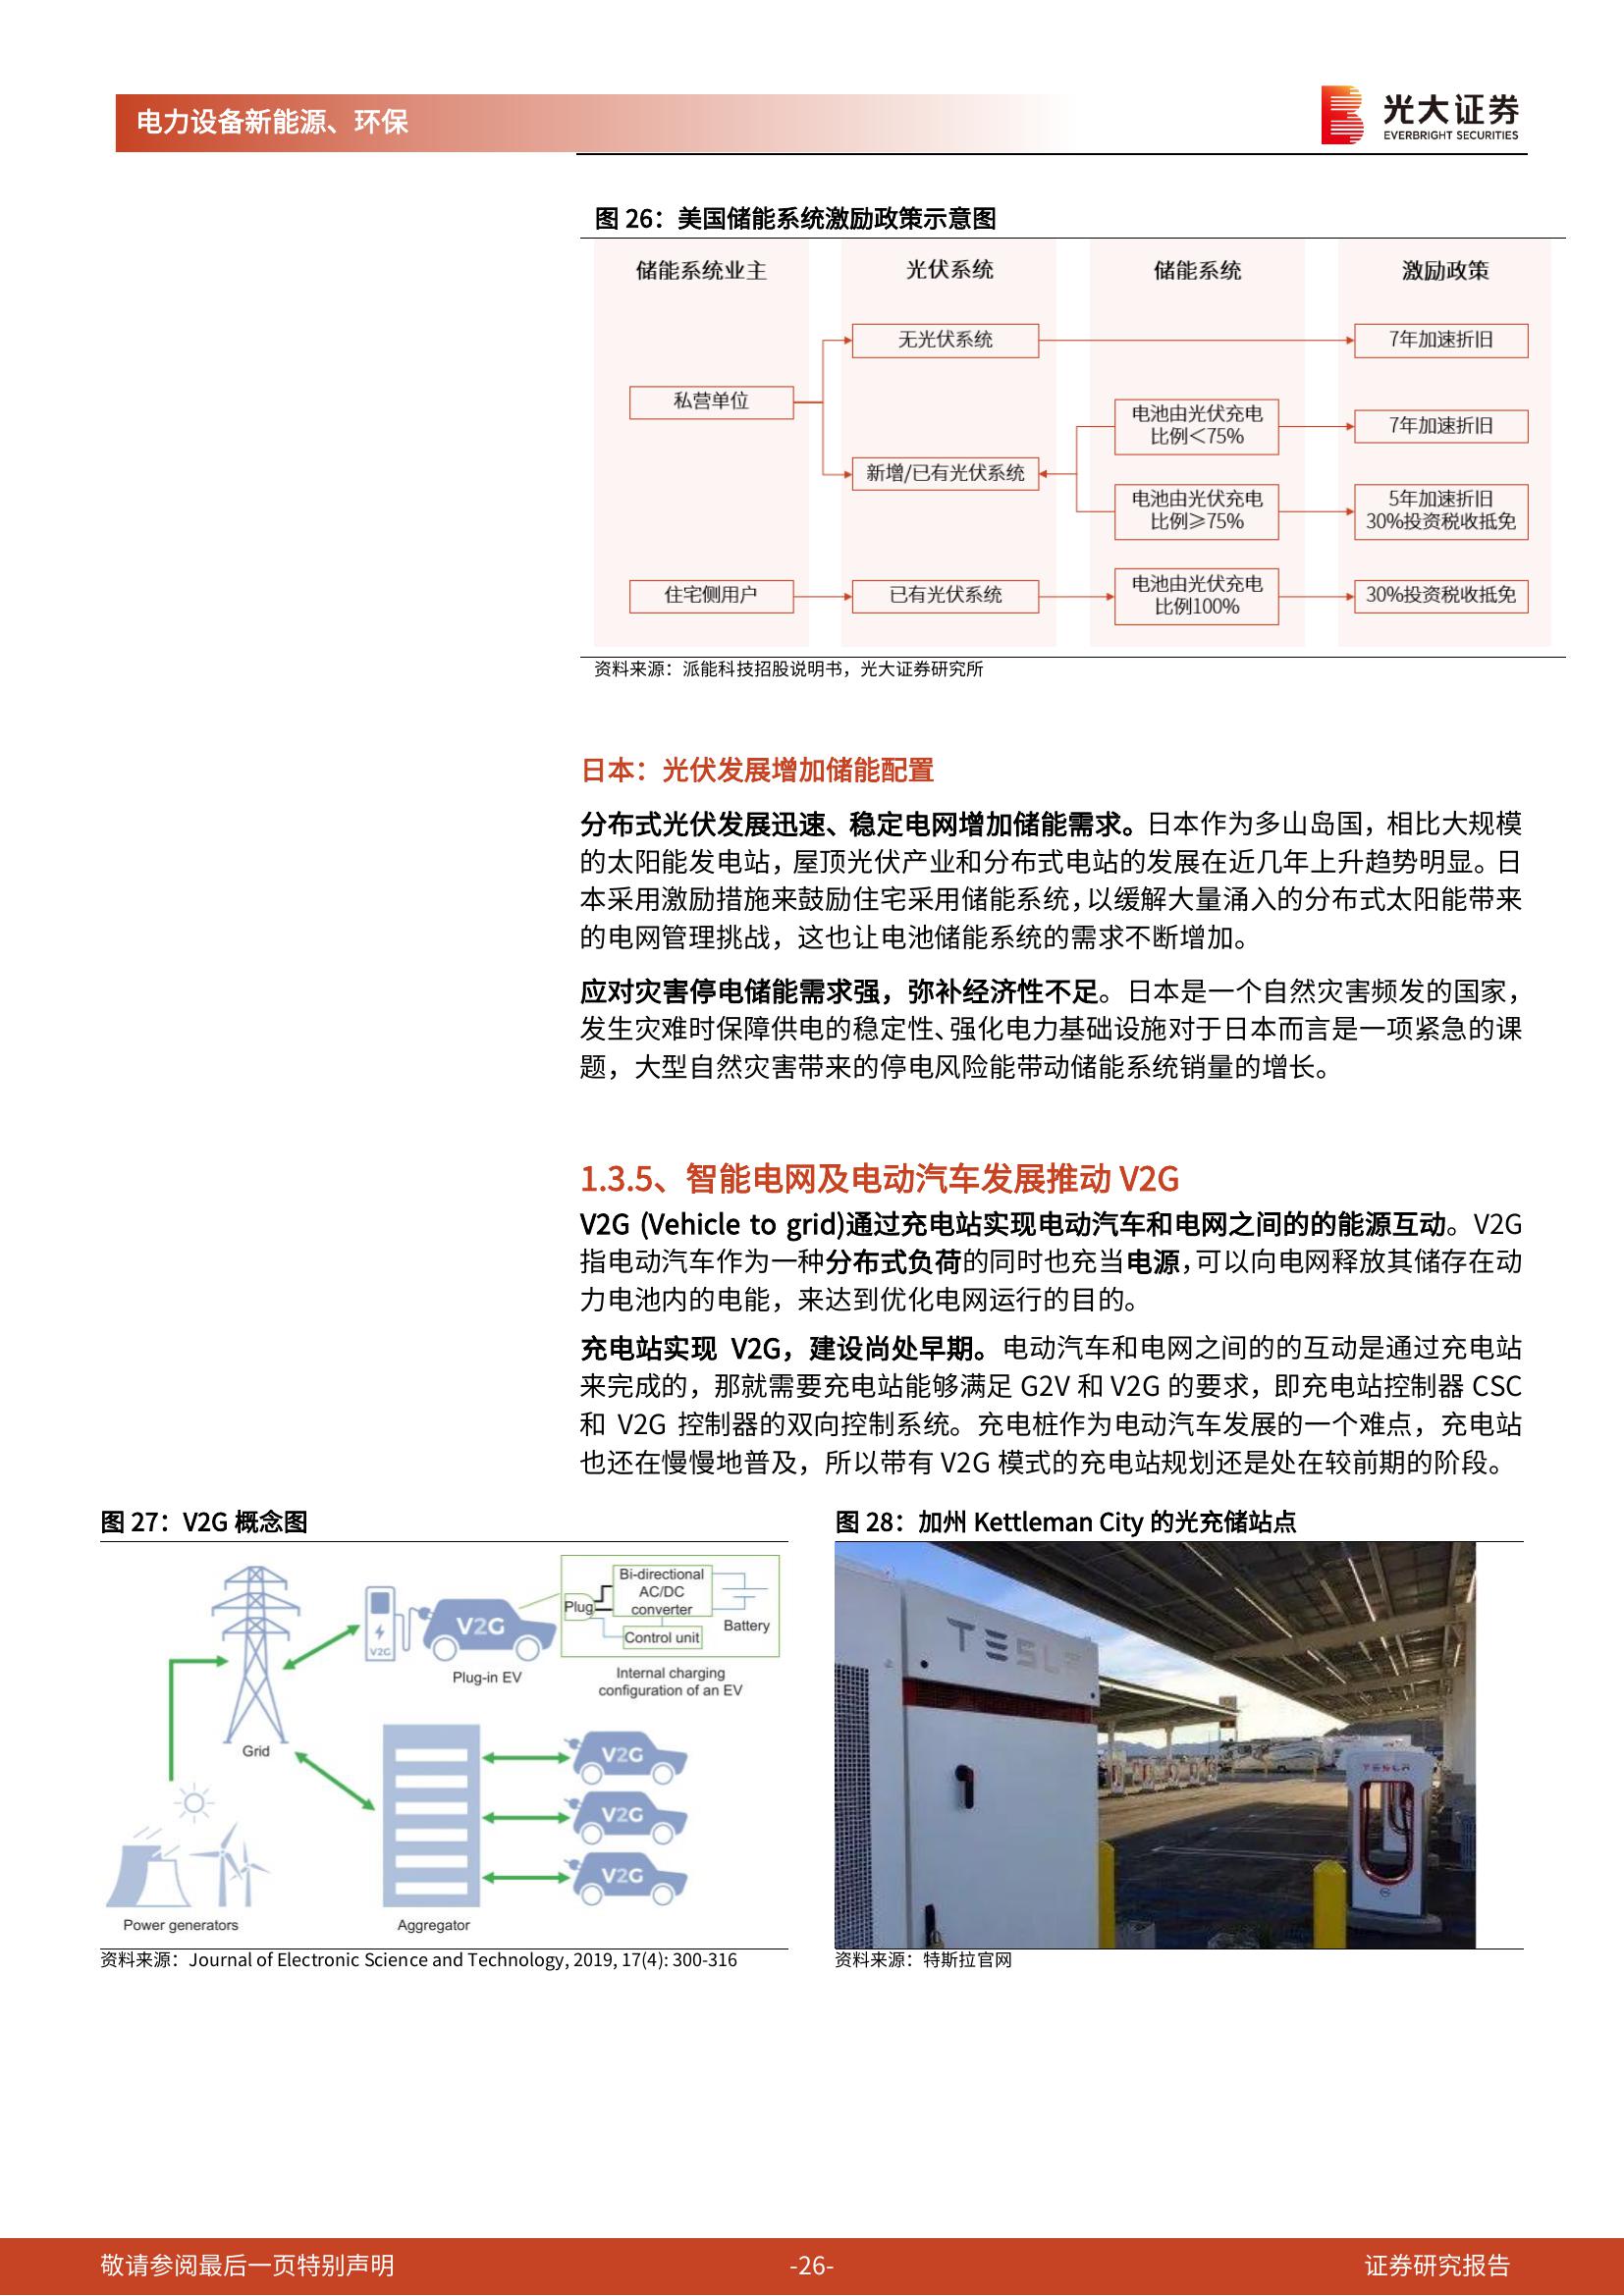 电力设备新能源、环保
光大证券
EVERBRIGHT SECURITIES
图 26：美国储能系统激励政策示意图
储能系统业主
光伏系统
储能系统
激励政策
无光伏系统
7年加速折旧
私营单位
电池由光伏充电
比例＜75%
7年加速折旧
新增/已有光伏系统
电池由光伏充电
比例≥75%
5年加速折旧
30%投资税收抵免
住宅侧用户
已有光伏系统
电池由光伏充电
比例100%
30%投资税收抵免
资料来源：派能科技招股说明书，光大证券研究所
日本：光伏发展增加储能配置
分布式光伏发展迅速、稳定电网增加储能需求。日本作为多山岛国，相比大规模
的太阳能发电站，屋顶光伏产业和分布式电站的发展在近几年上升趋势明显。日
本采用激励措施来鼓励住宅采用储能系统，以缓解大量涌入的分布式太阳能带来
的电网管理挑战，这也让电池储能系统的需求不断增加。
应对灾害停电储能需求强，弥补经济性不足。日本是一个自然灾害频发的国家，
发生灾难时保障供电的稳定性、强化电力基础设施对于日本而言是一项紧急的课
题，大型自然灾害带来的停电风险能带动储能系统销量的增长。
1.3.5、智能电网及电动汽车发展推动 V2G
V2G (Vehicle to grid)通过充电站实现电动汽车和电网之间的的能源互动。V2G
指电动汽车作为一种分布式负荷的同时也充当电源，可以向电网释放其储存在动
力电池内的电能，来达到优化电网运行的目的。
充电站实现 V2G，建设尚处早期。电动汽车和电网之间的的互动是通过充电站
来完成的，那就需要充电站能够满足 G2V 和 V2G 的要求，即充电站控制器 CSC
和 V2G 控制器的双向控制系统。充电桩作为电动汽车发展的一个难点，充电站
也还在慢慢地普及，所以带有 V2G 模式的充电站规划还是处在较前期的阶段。
图 27：V2G 概念图
Bi-directional
AC/DC
converter
Plug
Battery
Control unit
V2G
V2G
Plug-in EV
Internal charging
configuration of an EV
Grid
V2G
V2G
V2G
Power generators
Aggregator
资料来源：Journal of Electronic Science and Technology, 2019, 17(4): 300-316
图 28：加州 Kettleman City 的光充储站点
TESLA
TESLA
资料来源：特斯拉官网
敬请参阅最后一页特别声明
-26-
证券研究报告